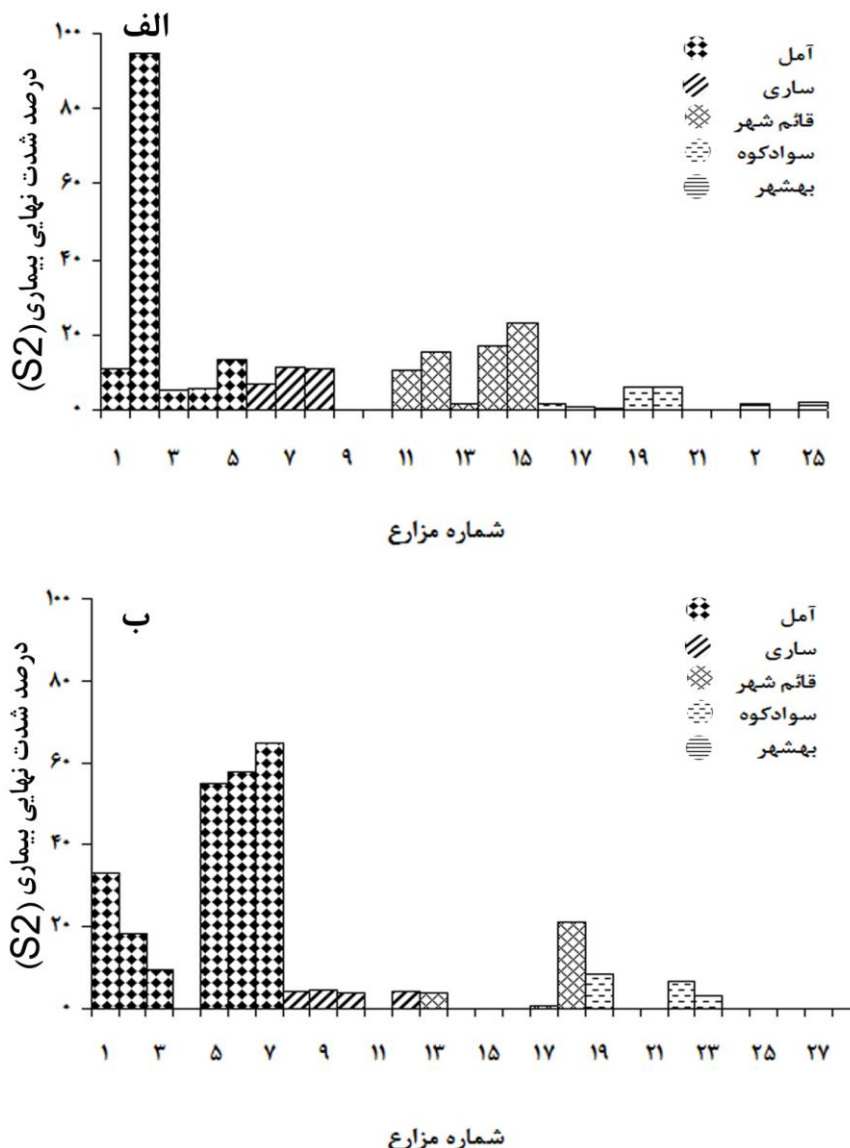 الف
درصد شدت نهایی بیماری (S2)
۱۰۰
۸۰
۶۰
۴۰
۲۰
۰
آمل
ساری
قائم شهر
سوادکوه
بهشهر
۱ ۳ ۵ ۷ ۹ ۱۱ ۱۳ ۱۵ ۱۷ ۱۹ ۲۱ ۲ ۲۵
شماره مزارع
ب
درصد شدت نهایی بیماری (S2)
۱۰۰
۸۰
۶۰
۴۰
۲۰
۰
آمل
ساری
قائم شهر
سوادکوه
بهشهر
۱ ۳ ۵ ۷ ۹ ۱۱ ۱۳ ۱۵ ۱۷ ۱۹ ۲۱ ۲۳ ۲۵ ۲۷
شماره مزارع